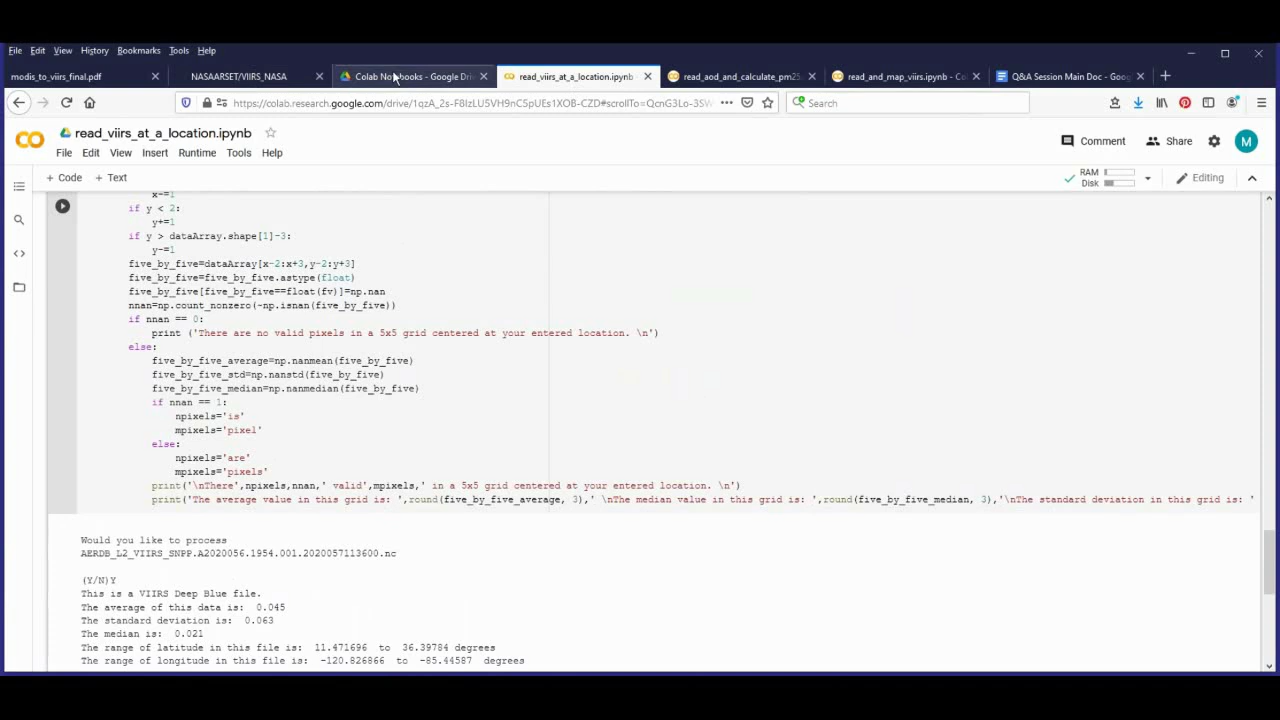 File Edit View History Bookmarks Tools Help
modis_to_viirs_final.pdf
NASAARSET/VIIRS_NASA
Colab Notebooks - Google Dri
read_viirs_at_a_location.ipynb
read_aod_and_calculate_pm25
read_and_map_viirs.ipynb - Co
Q&A Session Main Doc - Google
https://colab.research.google.com/drive/1qzA_2s-F8IzLU5VH9nC5pUEs1XOB-CZD#scrollTo=QcnG3Lo-3SW
Search
read_viirs_at_a_location.ipynb
Comment
Share
M
File Edit View Insert Runtime Tools Help
+ Code + Text
RAM
Disk
Editing
x-=1
if y < 2:
y+=1
if y > dataArray.shape[1]-3:
y-=1
five_by_five=dataArray[x-2:x+3,y-2:y+3]
five_by_five=five_by_five.astype(float)
five_by_five[five_by_five==float(fv)]=np.nan
nnan=np.count_nonzero(~np.isnan(five_by_five))
if nnan == 0:
print ('There are no valid pixels in a 5x5 grid centered at your entered location. \n')
else:
five_by_five_average=np.nanmean(five_by_five)
five_by_five_std=np.nanstd(five_by_five)
five_by_five_median=np.nanmedian(five_by_five)
if nnan == 1:
npixels='is'
mpixels='pixel'
else:
npixels='are'
mpixels='pixels'
print('\nThere',npixels,nnan,' valid',mpixels,' in a 5x5 grid centered at your entered location. \n')
print('The average value in this grid is: ',round(five_by_five_average, 3),' \nThe median value in this grid is: ',round(five_by_five_median, 3),'\nThe standard deviation in this grid is: '
Would you like to process
AERDB_L2_VIIRS_SNPP.A2020056.1954.001.2020057113600.nc
(Y/N)Y
This is a VIIRS Deep Blue file.
The average of this data is: 0.045
The standard deviation is: 0.063
The median is: 0.021
The range of latitude in this file is: 11.471696 to 36.39784 degrees
The range of longitude in this file is: -120.826866 to -85.44587 degrees